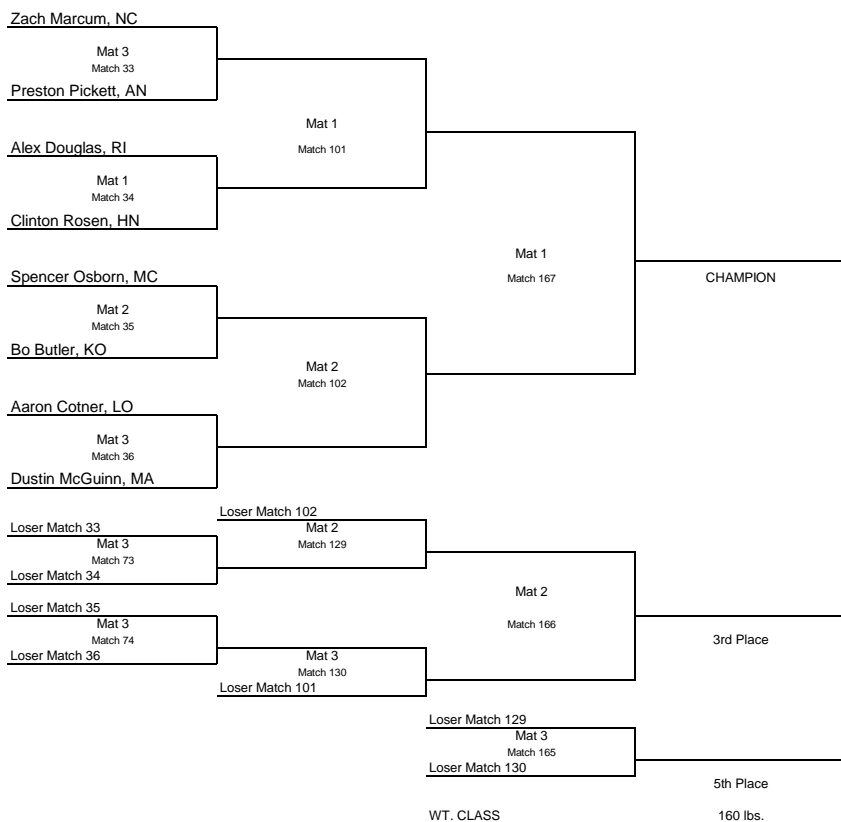 Zach Marcum, NC
Mat 3
Match 33
Preston Pickett, AN
Mat 1
Match 101
Alex Douglas, RI
Mat 1
Match 34
Clinton Rosen, HN
Mat 1
Match 167
CHAMPION
Spencer Osborn, MC
Mat 2
Match 35
Bo Butler, KO
Mat 2
Match 102
Aaron Cotner, LO
Mat 3
Match 36
Dustin McGuinn, MA
Loser Match 102
Loser Match 33
Mat 2
Mat 3
Match 129
Match 73
Loser Match 34
Mat 2
Loser Match 35
Mat 3
Match 166
Match 74
3rd Place
Loser Match 36
Mat 3
Match 130
Loser Match 101
Loser Match 129
Mat 3
Match 165
Loser Match 130
5th Place
WT. CLASS 160 lbs.